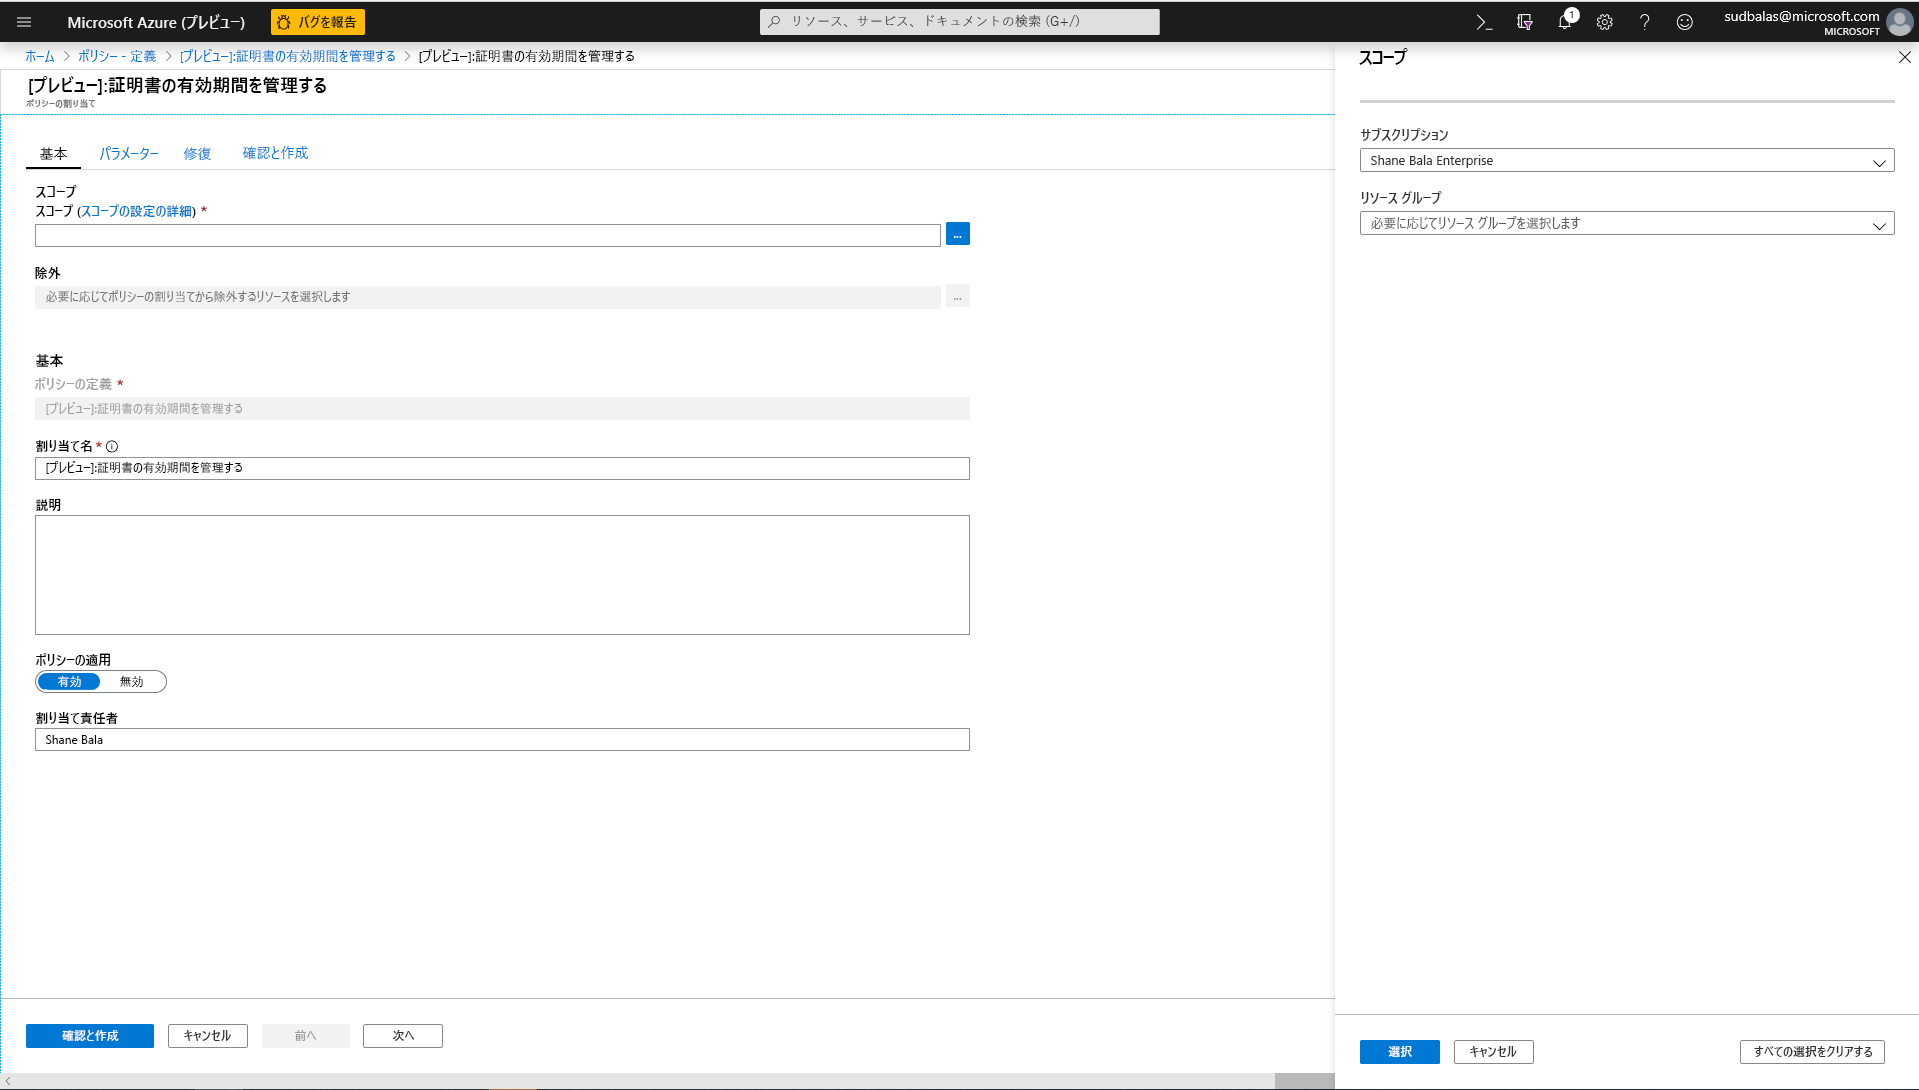 Microsoft Azure (プレビュー)
バグを報告
リソース、サービス、ドキュメントの検索 (G+/)
1
sudbalas@microsoft.com
MICROSOFT
ホーム > ポリシー - 定義 > [プレビュー]:証明書の有効期間を管理する > [プレビュー]:証明書の有効期間を管理する
[プレビュー]:証明書の有効期間を管理する
ポリシーの割り当て
基本 パラメーター 修復 確認と作成
スコープ
スコープ (スコープの設定の詳細) *
...
除外
必要に応じてポリシーの割り当てから除外するリソースを選択します
...
基本
ポリシーの定義 *
[プレビュー]:証明書の有効期間を管理する
割り当て名 *
[プレビュー]:証明書の有効期間を管理する
説明
ポリシーの適用
有効 無効
割り当て責任者
Shane Bala
確認と作成 キャンセル 前へ 次へ
スコープ
サブスクリプション
Shane Bala Enterprise
リソース グループ
必要に応じてリソース グループを選択します
選択 キャンセル すべての選択をクリアする